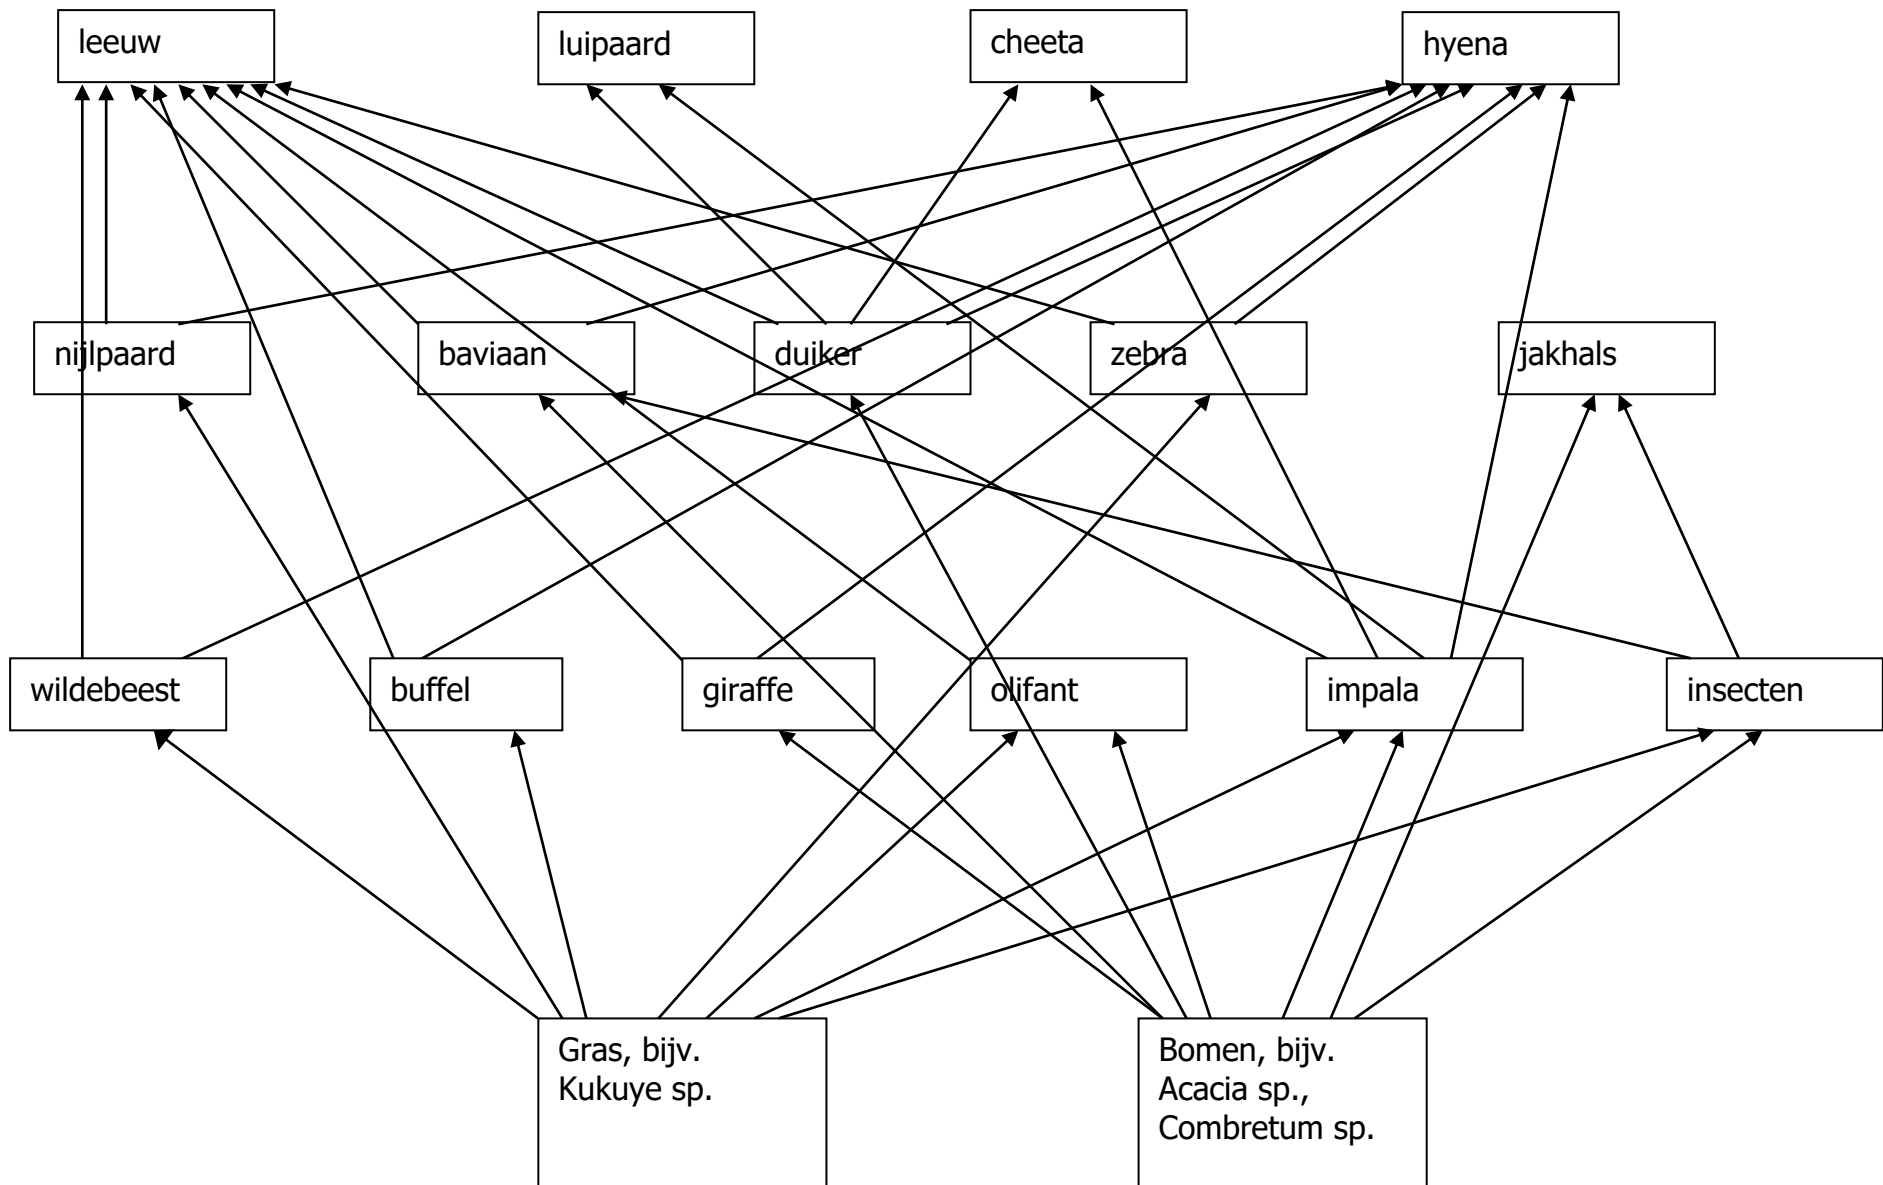 leeuw
luipaard
cheeta
hyena
nijlpaard
baviaan
duiker
zebra
jakhals
wildebeest
buffel
giraffe
olifant
impala
insecten
Gras, bijv.
Kukuye sp.
Bomen, bijv.
Acacia sp.,
Combretum sp.